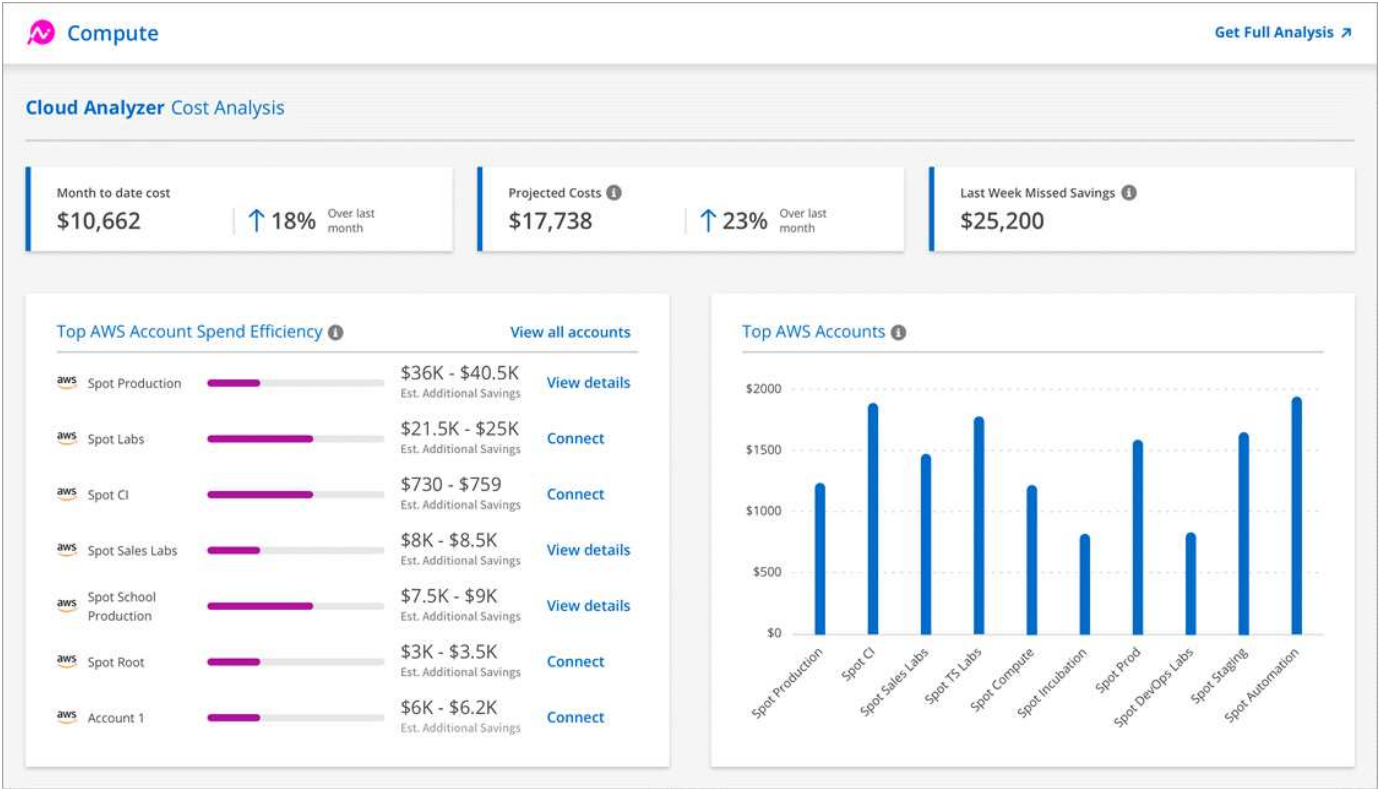 Compute
Get Full Analysis ↗
Cloud Analyzer Cost Analysis
Month to date cost
$10,662
↑ 18% Over last
month
Projected Costs i
$17,738
↑ 23% Over last
month
Last Week Missed Savings i
$25,200
Top AWS Account Spend Efficiency i
View all accounts
aws Spot Production
$36K - $40.5K
Est. Additional Savings
View details
aws Spot Labs
$21.5K - $25K
Est. Additional Savings
Connect
aws Spot CI
$730 - $759
Est. Additional Savings
Connect
aws Spot Sales Labs
$8K - $8.5K
Est. Additional Savings
View details
aws Spot School
Production
$7.5K - $9K
Est. Additional Savings
View details
aws Spot Root
$3K - $3.5K
Est. Additional Savings
Connect
aws Account 1
$6K - $6.2K
Est. Additional Savings
Connect
Top AWS Accounts i
$2000
$1500
$1000
$500
$0
Spot Production
Spot CI
Spot Sales Labs
Spot TS Labs
Spot Compute
Spot Incubation
Spot Prod
Spot DevOps Labs
Spot Staging
Spot Automation